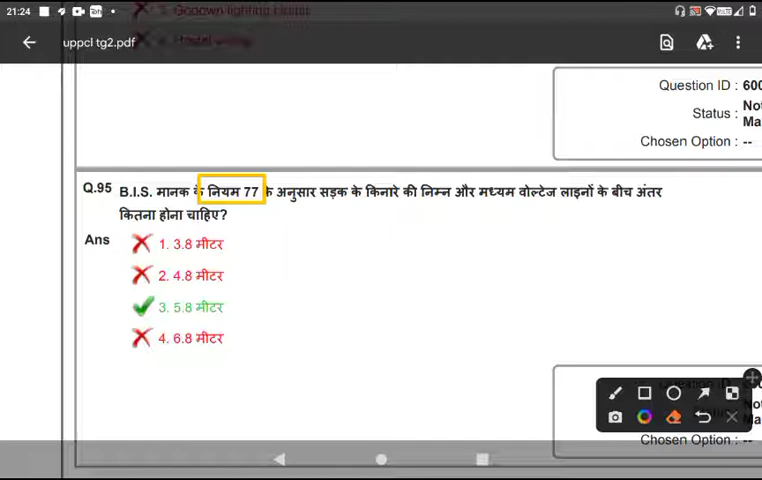 21:24
uppcl tg2.pdf
Question ID : 600
Status : No
Ma
Chosen Option : --
Q.95 B.I.S. मानक के नियम 77 के अनुसार सड़क के किनारे की निम्न और मध्यम वोल्टेज लाइनों के बीच अंतर
कितना होना चाहिए?
Ans 1. 3.8 मीटर
2. 4.8 मीटर
3. 5.8 मीटर
4. 6.8 मीटर
Chosen Option : --